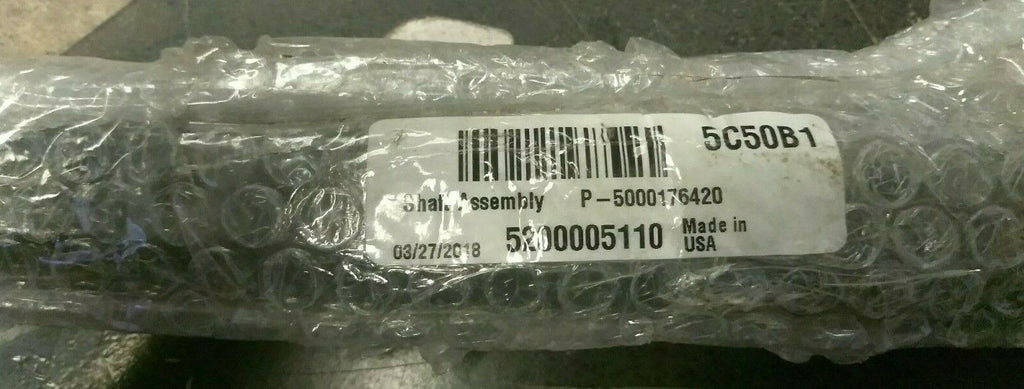 5C50B1
Shaft Assembly P-5000176420
03/27/2018 5200005110 Made in
USA